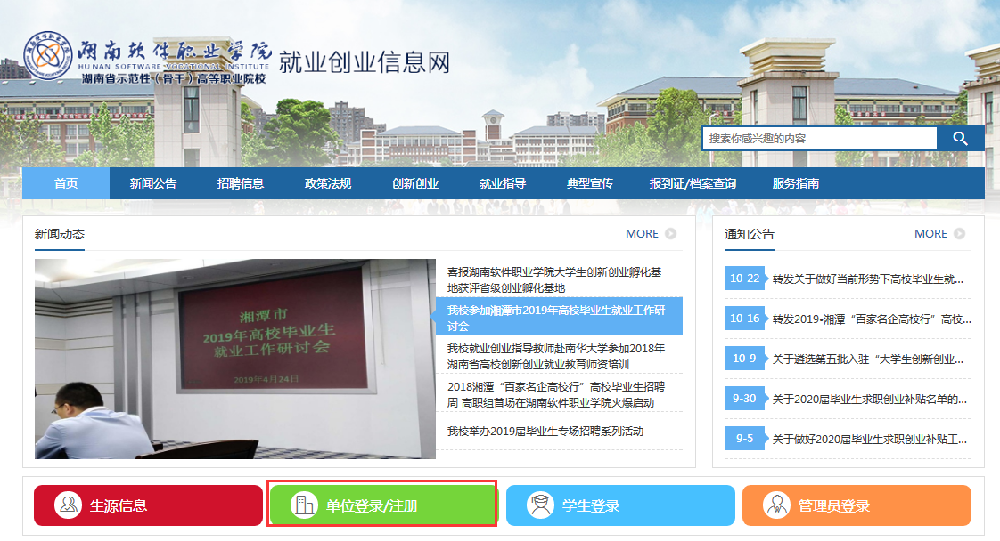 湖南软件职业学院
HUNAN SOFTWARE VOCATIONAL INSTITUTE
湖南省示范性（骨干）高等职业院校
就业创业信息网
搜索你感兴趣的内容
首页 新闻公告 招聘信息 政策法规 创新创业 就业指导 典型宣传 报到证/档案查询 服务指南
新闻动态 MORE
湘潭市
2019年高校毕业生
就业工作研讨会
2019年4月24日
喜报湖南软件职业学院大学生创新创业孵化基
地获评省级创业孵化基地
我校参加湘潭市2019年高校毕业生就业工作研
讨会
我校就业创业指导教师赴南华大学参加2018年
湖南省高校创新创业就业教育师资培训
2018湘潭“百家名企高校行”高校毕业生招聘
周 高职组首场在湖南软件职业学院火爆启动
我校举办2019届毕业生专场招聘系列活动
通知公告 MORE
10-22 转发关于做好当前形势下高校毕业生就...
10-16 转发2019•湘潭“百家名企高校行”高校...
10-9 关于遴选第五批入驻“大学生创新创业...
9-30 关于2020届毕业生求职创业补贴名单的...
9-5 关于做好2020届毕业生求职创业补贴工...
生源信息 单位登录/注册 学生登录 管理员登录